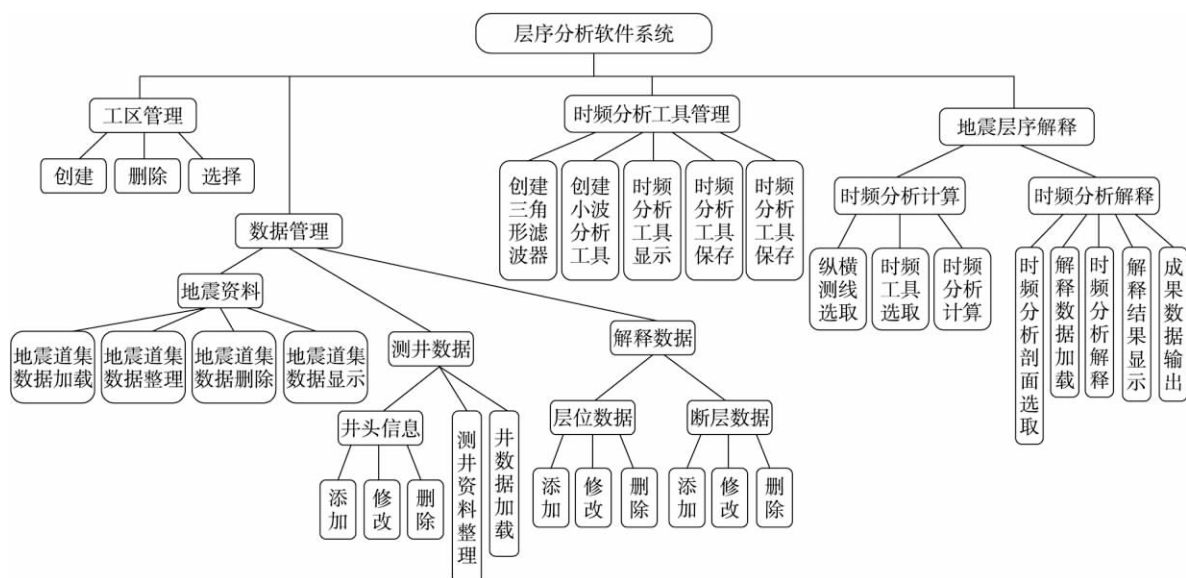 层序分析软件系统
工区管理
时频分析工具管理
地震层序解释
创建
删除
选择
创建
三角
形滤
波器
创建
小波
分析
工具
时频
分析
工具
显示
时频
分析
工具
保存
时频
分析
工具
保存
时频分析计算
时频分析解释
数据管理
纵横
测线
选取
时频
工具
选取
时频
分析
计算
时频分析剖面选取
解释数据加载
时频分析解释
解释结果显示
成果数据输出
地震资料
测井数据
解释数据
地震道集
数据加载
地震道集
数据整理
地震道集
数据删除
地震道集
数据显示
井头信息
测井资料整理
井数据加载
层位数据
断层数据
添加
修改
删除
添加
修改
删除
添加
修改
删除